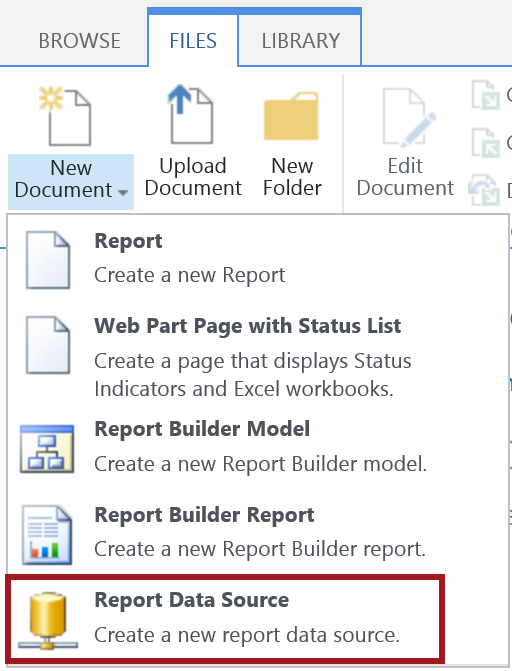 BROWSE FILES LIBRARY
New Document
Upload Document
New Folder
Edit Document
Report
Create a new Report
Web Part Page with Status List
Create a page that displays Status
Indicators and Excel workbooks.
Report Builder Model
Create a new Report Builder model.
Report Builder Report
Create a new Report Builder report.
Report Data Source
Create a new report data source.